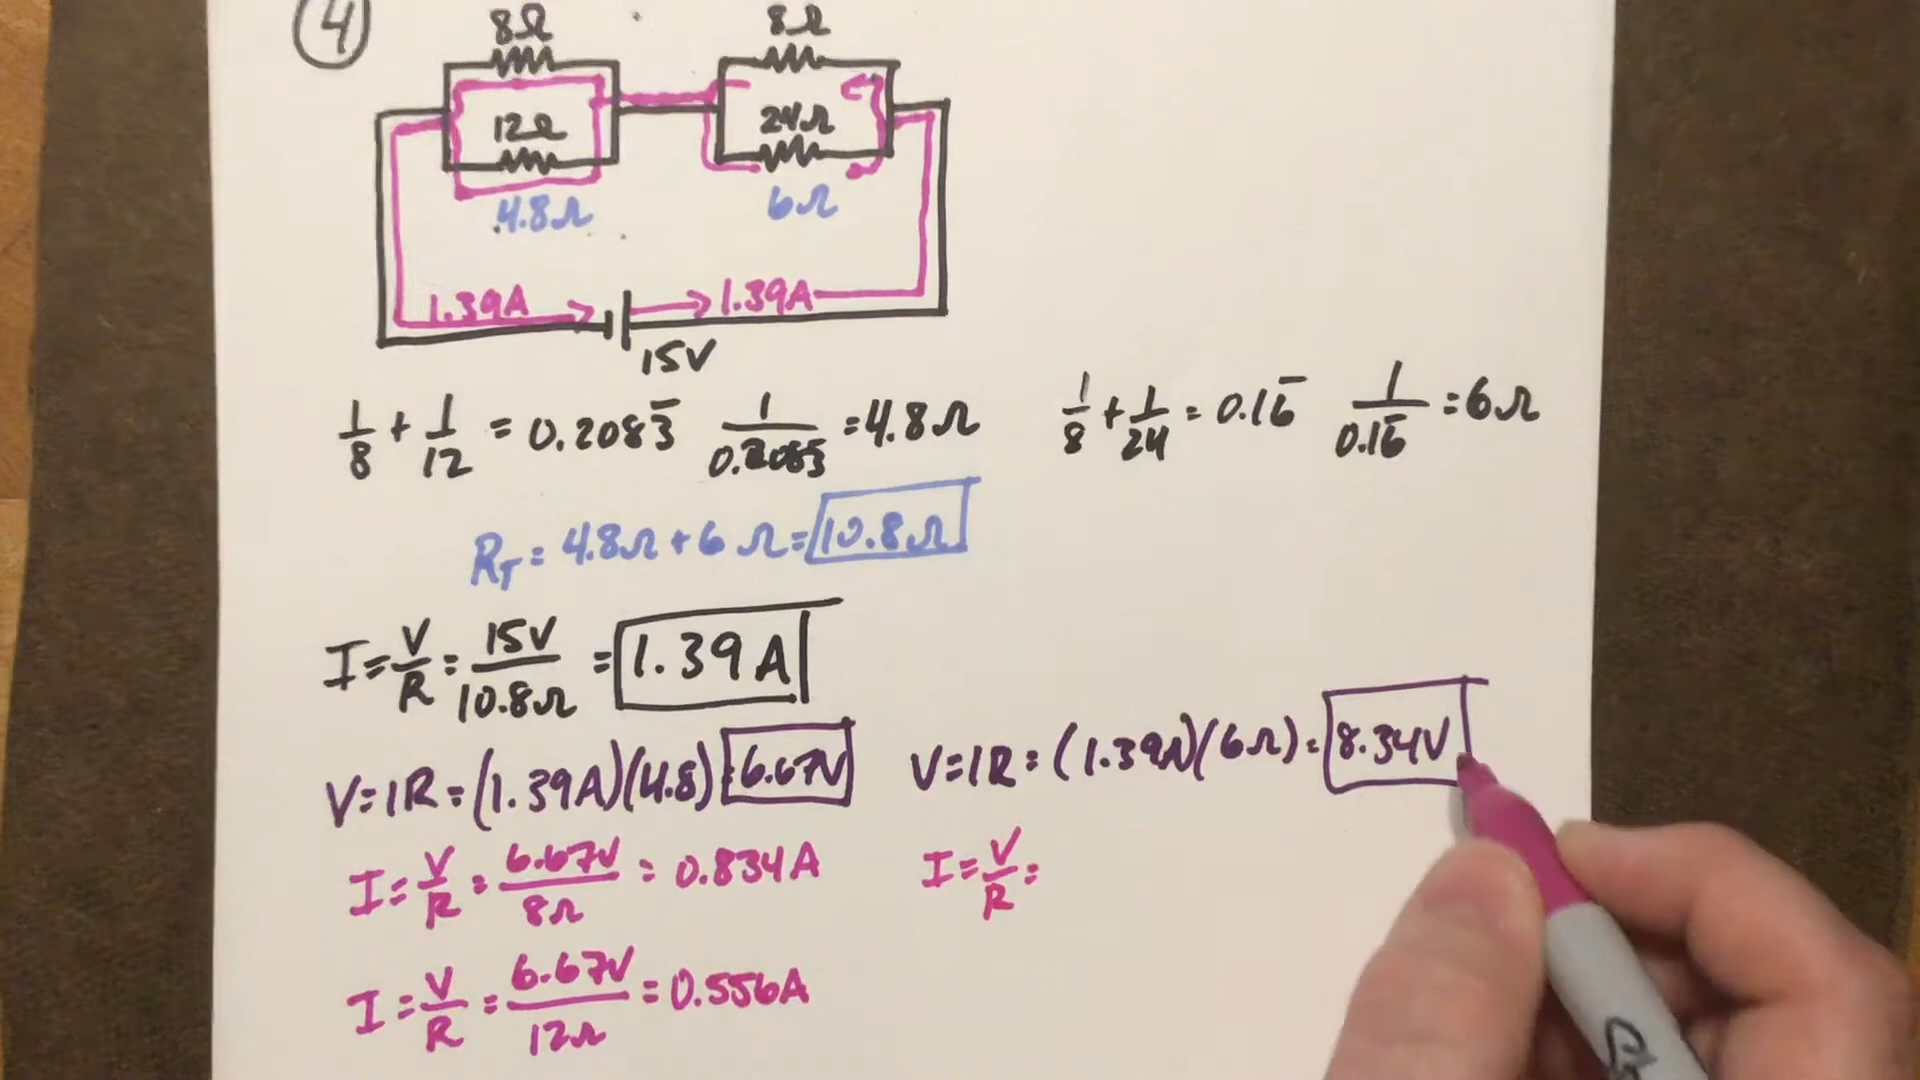 4
8Ω 8Ω
12Ω 24Ω
4.8Ω 6Ω
1.39A 1.39A
15V
1/8 + 1/12 = 0.2083̅ 1/0.2083̅ = 4.8Ω 1/8 + 1/24 = 0.16̅ 1/0.16̅ = 6Ω
R_T = 4.8Ω + 6Ω = 10.8Ω
I = V/R = 15V/10.8Ω = 1.39A
V = IR = (1.39A)(4.8) = 6.67V V = IR = (1.39A)(6Ω) = 8.34V
I = V/R = 6.67V/8Ω = 0.834A I = V/R =
I = V/R = 6.67V/12Ω = 0.556A